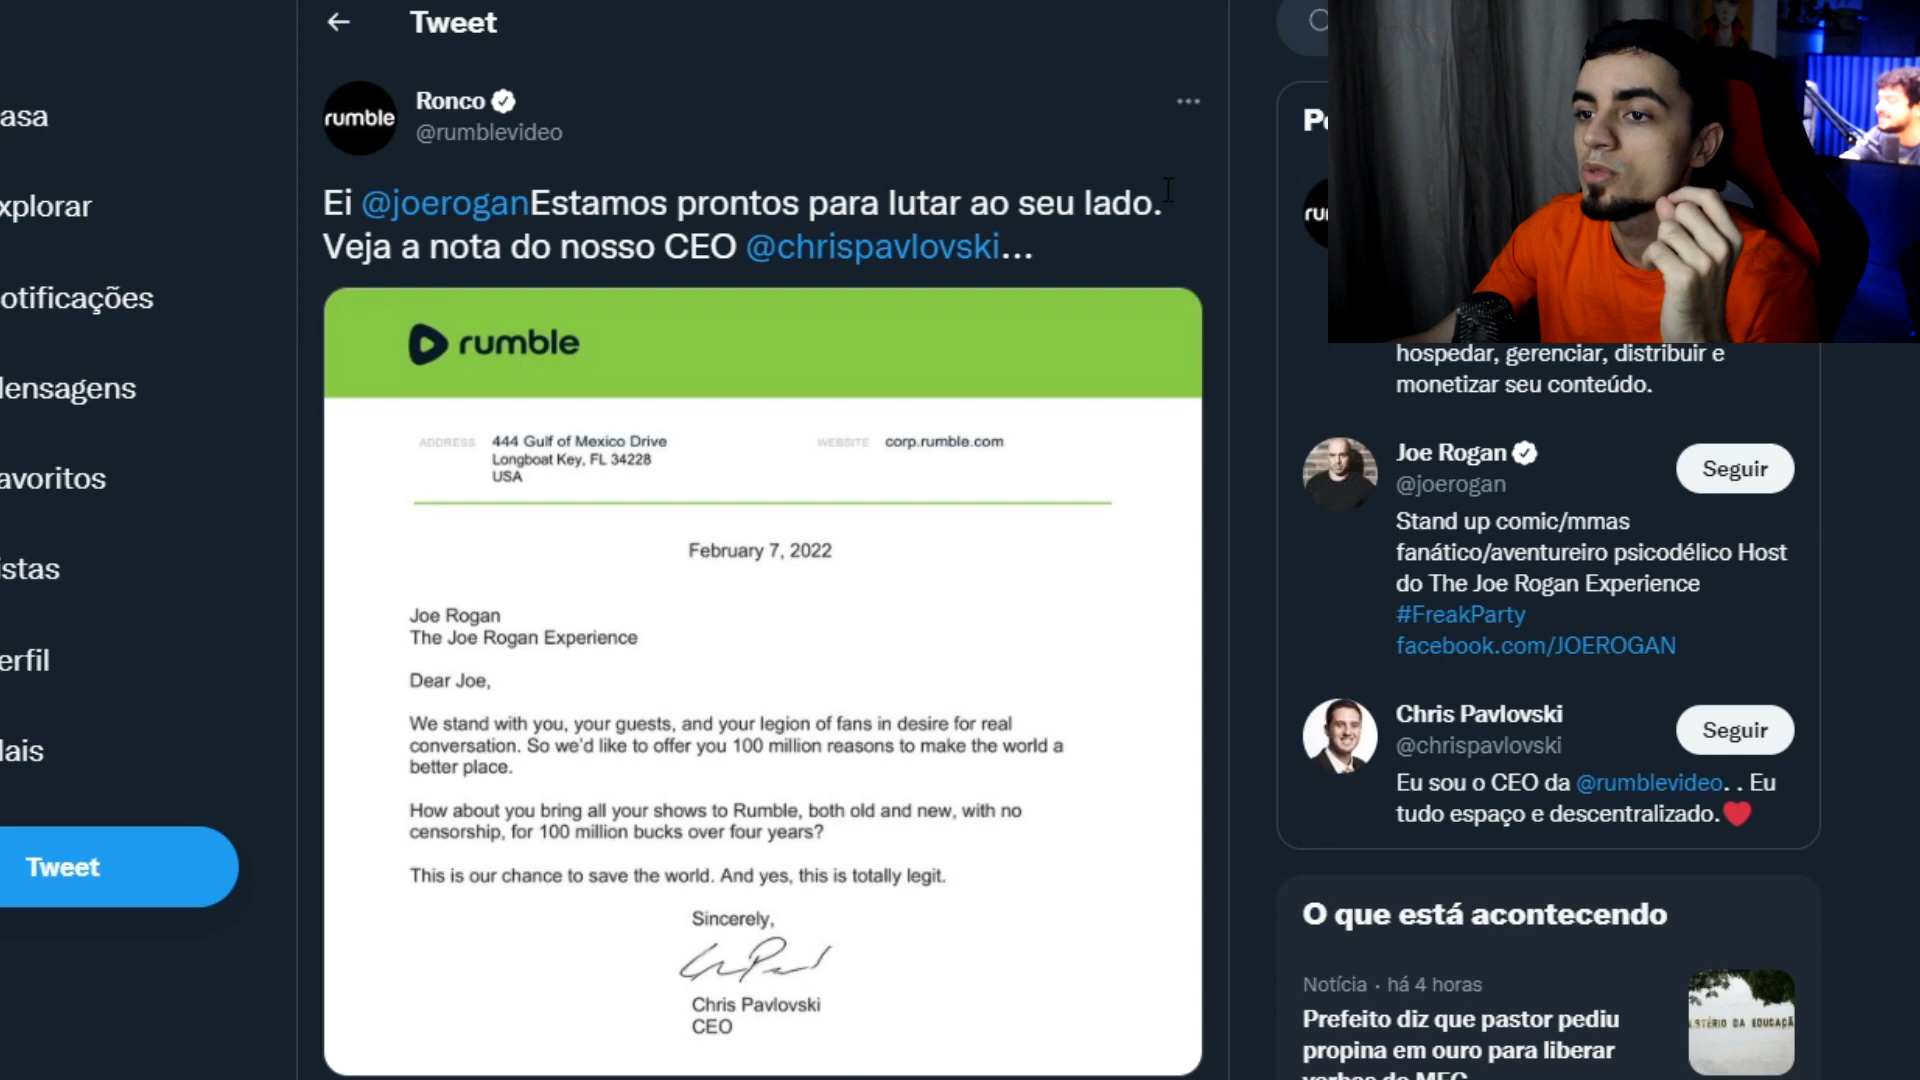 Tweet
Ronco
@rumblevideo
rumble
Ei @joeroganEstamos prontos para lutar ao seu lado.
Veja a nota do nosso CEO @chrispavlovski...
rumble
ADDRESS 444 Gulf of Mexico Drive
Longboat Key, FL 34228
USA
WEBSITE corp.rumble.com
February 7, 2022
Joe Rogan
The Joe Rogan Experience
Dear Joe,
We stand with you, your guests, and your legion of fans in desire for real
conversation. So we'd like to offer you 100 million reasons to make the world a
better place.
How about you bring all your shows to Rumble, both old and new, with no
censorship, for 100 million bucks over four years?
This is our chance to save the world. And yes, this is totally legit.
Sincerely,
Chris Pavlovski
CEO
asa
xplorar
otificações
ensagens
avoritos
istas
erfil
ais
Tweet
hospedar, gerenciar, distribuir e
monetizar seu conteúdo.
Joe Rogan
@joerogan
Seguir
Stand up comic/mmas
fanático/aventureiro psicodélico Host
do The Joe Rogan Experience
#FreakParty
facebook.com/JOEROGAN
Chris Pavlovski
@chrispavlovski
Seguir
Eu sou o CEO da @rumblevideo. . Eu
tudo espaço e descentralizado.
O que está acontecendo
Notícia · há 4 horas
Prefeito diz que pastor pediu
propina em ouro para liberar
verbas do MEC